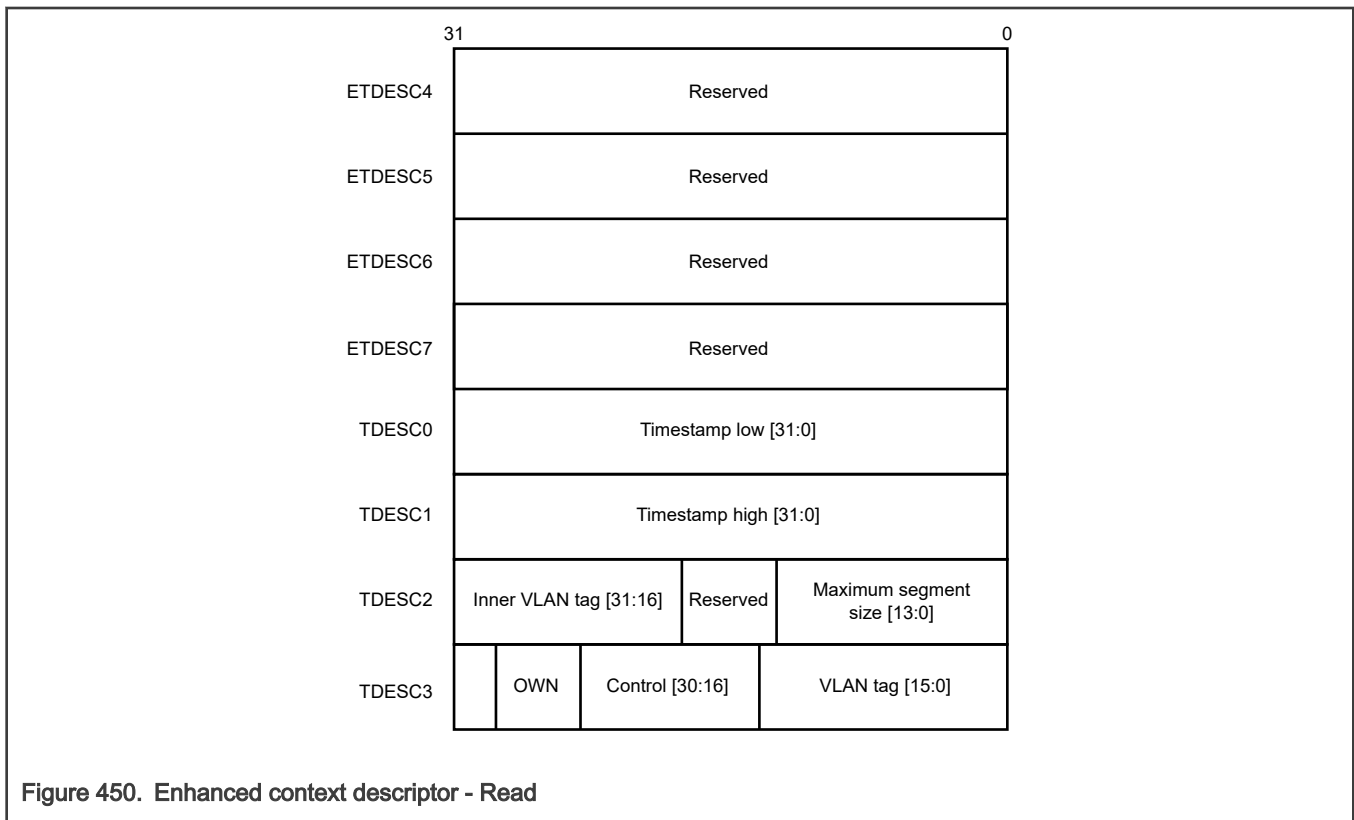 31 0
ETDESC4 Reserved
ETDESC5 Reserved
ETDESC6 Reserved
ETDESC7 Reserved
TDESC0 Timestamp low [31:0]
TDESC1 Timestamp high [31:0]
TDESC2 Inner VLAN tag [31:16] Reserved Maximum segment
size [13:0]
TDESC3 OWN Control [30:16] VLAN tag [15:0]
Figure 450. Enhanced context descriptor - Read